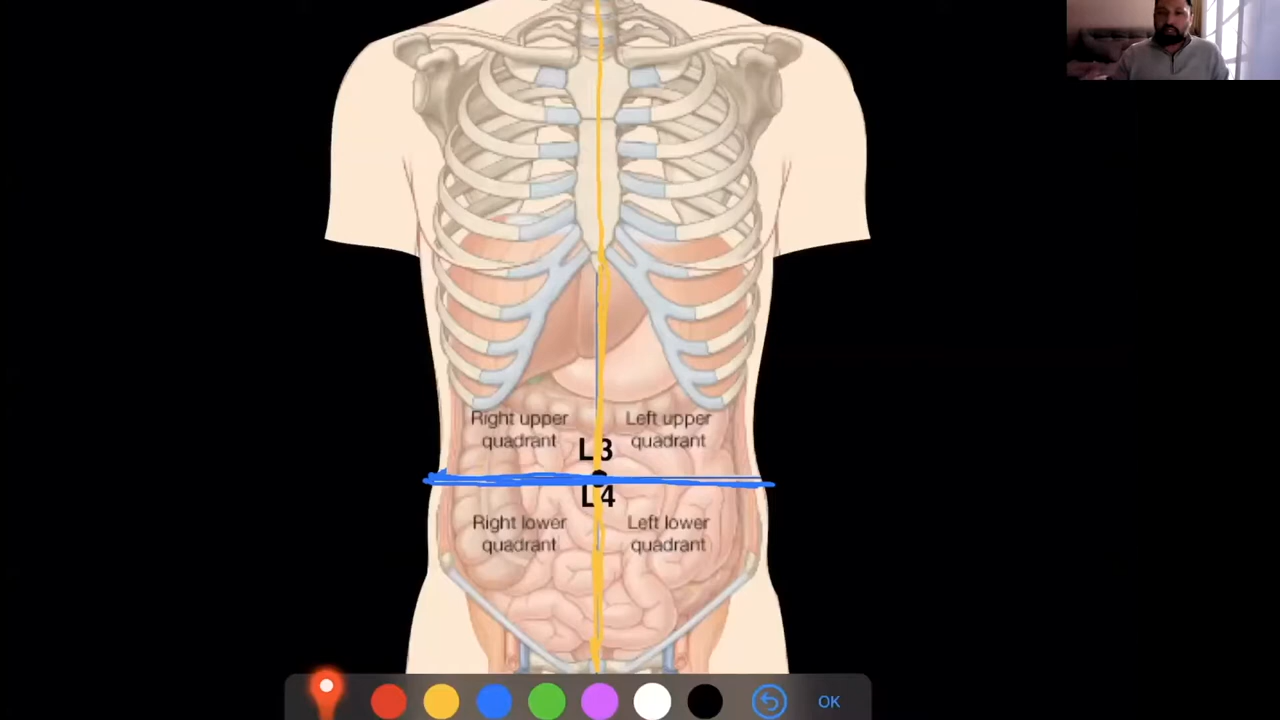 Right upper
quadrant
Left upper
quadrant
L3
L4
Right lower
quadrant
Left lower
quadrant
OK